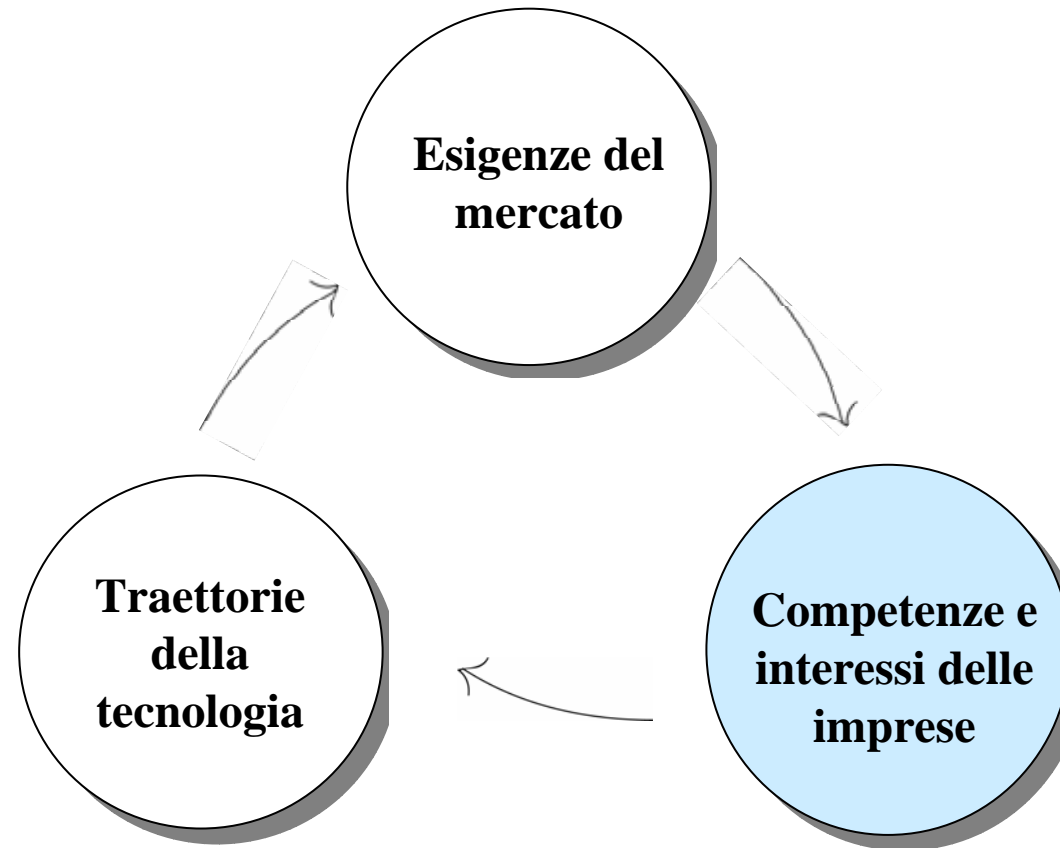 Esigenze del
mercato
Traettorie
della
tecnologia
Competenze e
interessi delle
imprese